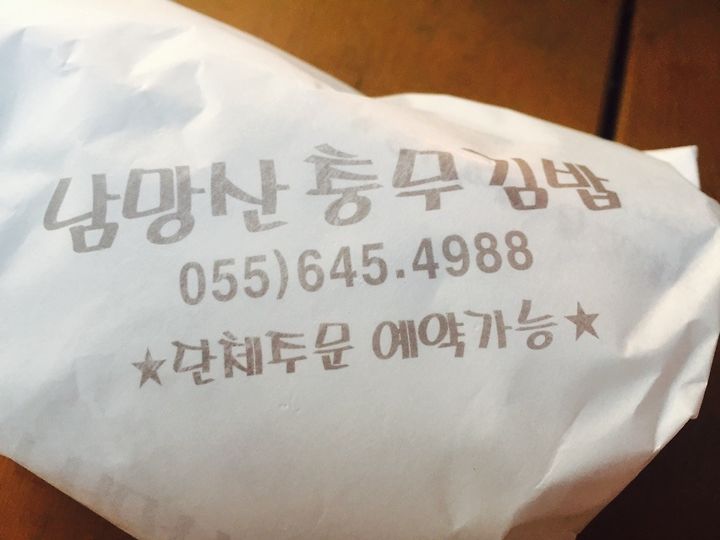 남망산 충무김밥
055)645.4988
★단체주문 예약가능★